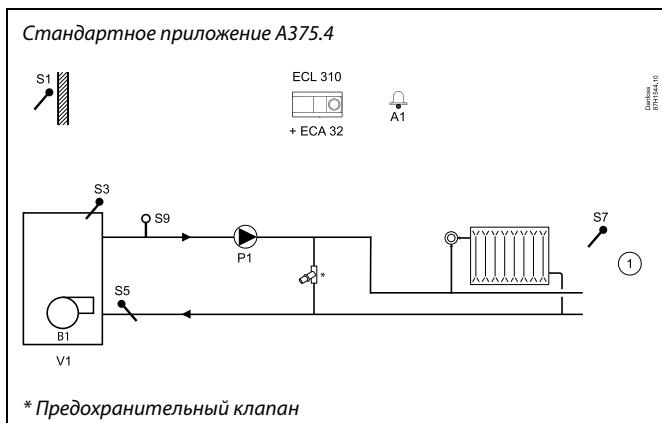 Стандартное приложение A375.4
S1
ECL 310
+ ECA 32
A1
Danfoss
87H1544.10
S3
S9
P1
S7
1
*
S5
B1
V1
* Предохранительный клапан